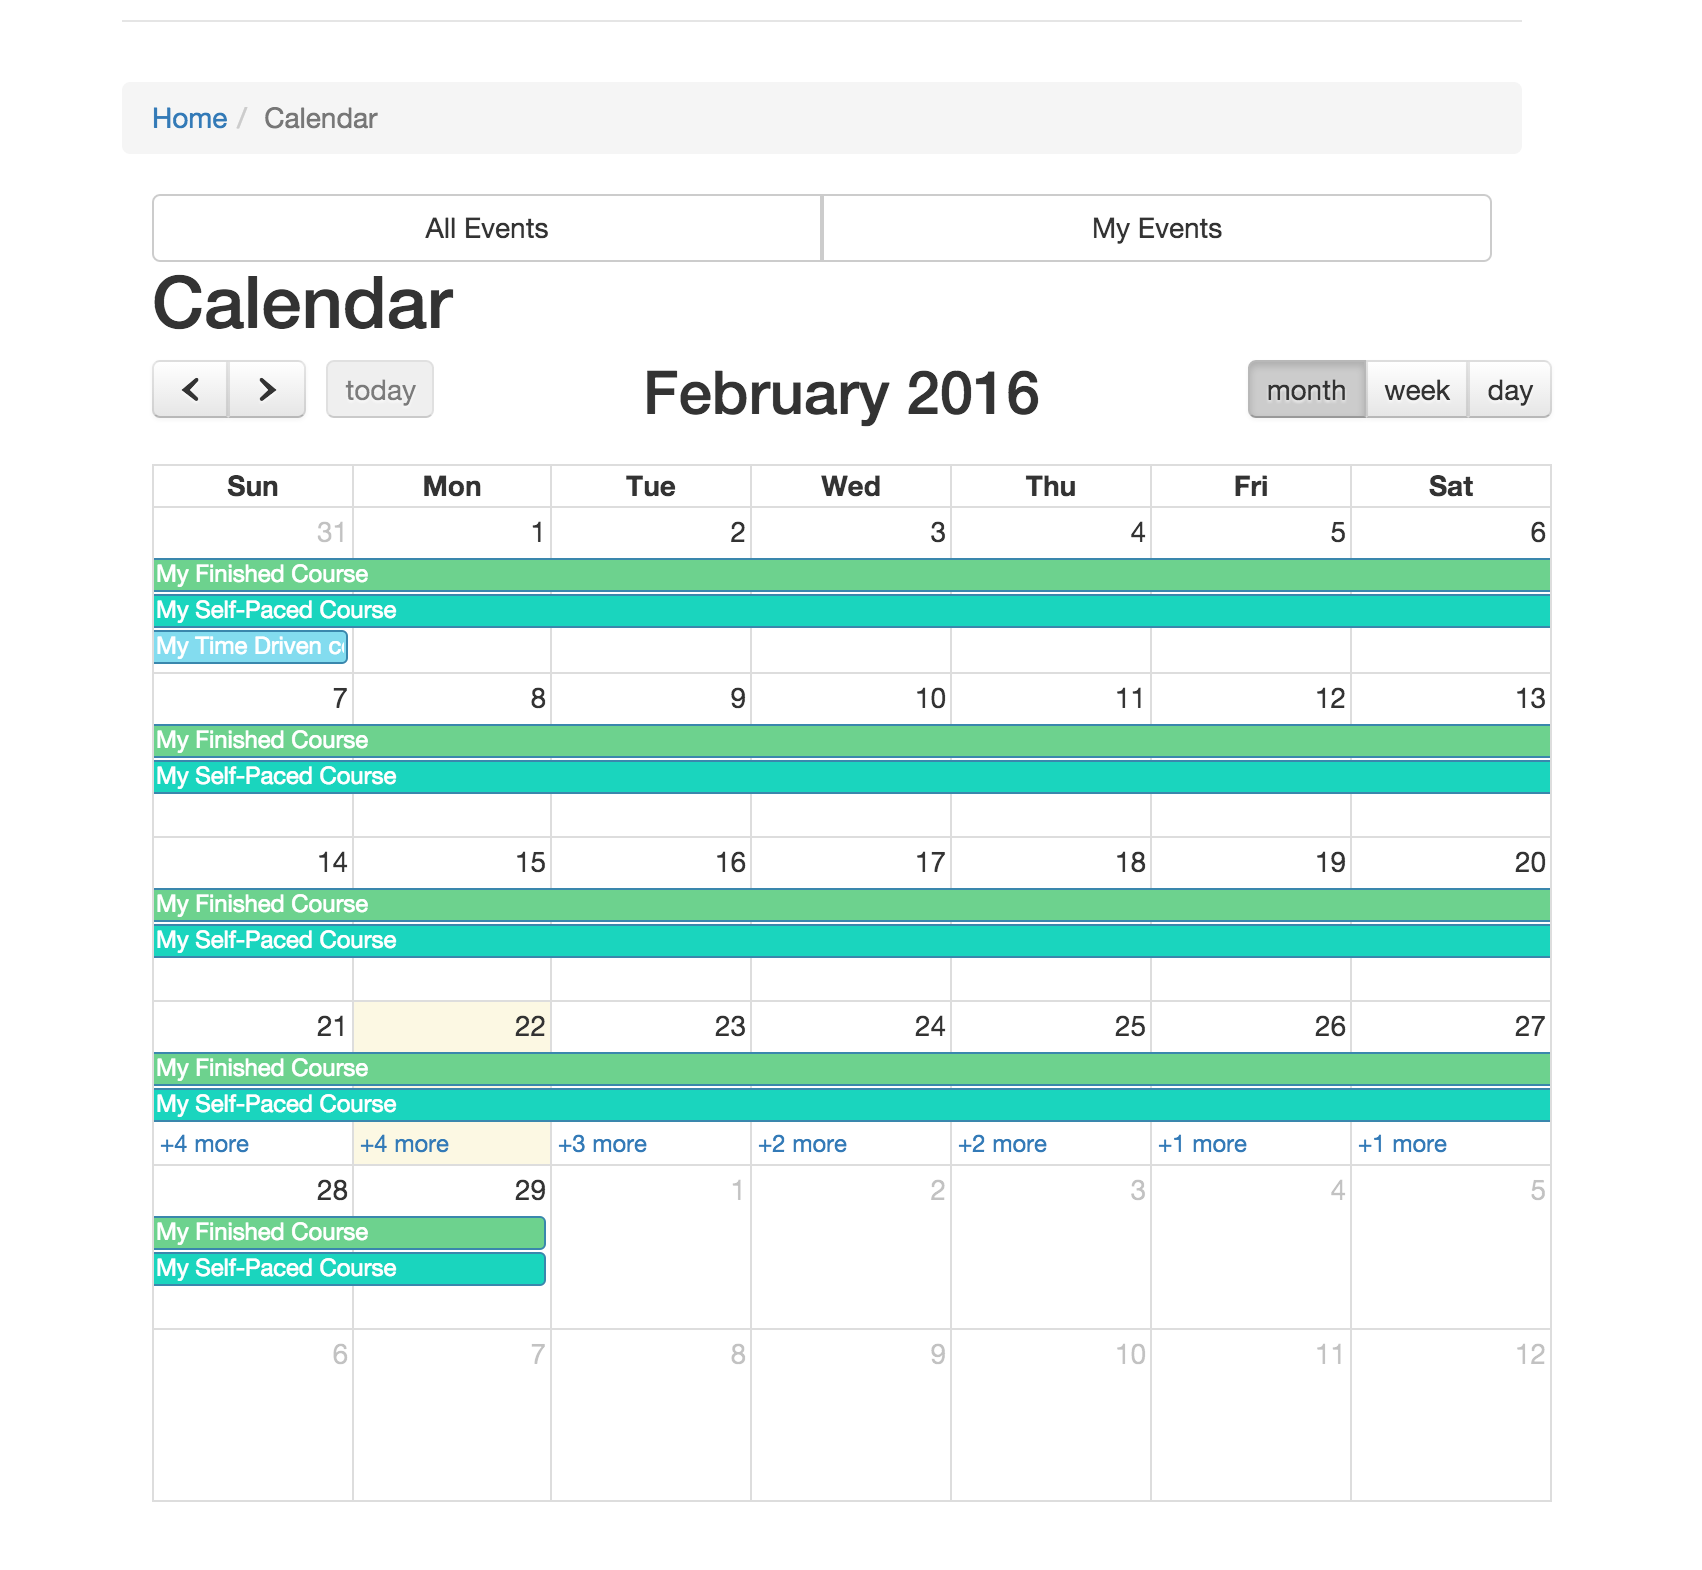 Home / Calendar
All Events My Events
Calendar
today February 2016 month week day
Sun Mon Tue Wed Thu Fri Sat
31 1 2 3 4 5 6
My Finished Course
My Self-Paced Course
My Time Driven
7 8 9 10 11 12 13
My Finished Course
My Self-Paced Course
14 15 16 17 18 19 20
My Finished Course
My Self-Paced Course
21 22 23 24 25 26 27
My Finished Course
My Self-Paced Course
+4 more +4 more +3 more +2 more +2 more +1 more +1 more
28 29 1 2 3 4 5
My Finished Course
My Self-Paced Course
6 7 8 9 10 11 12